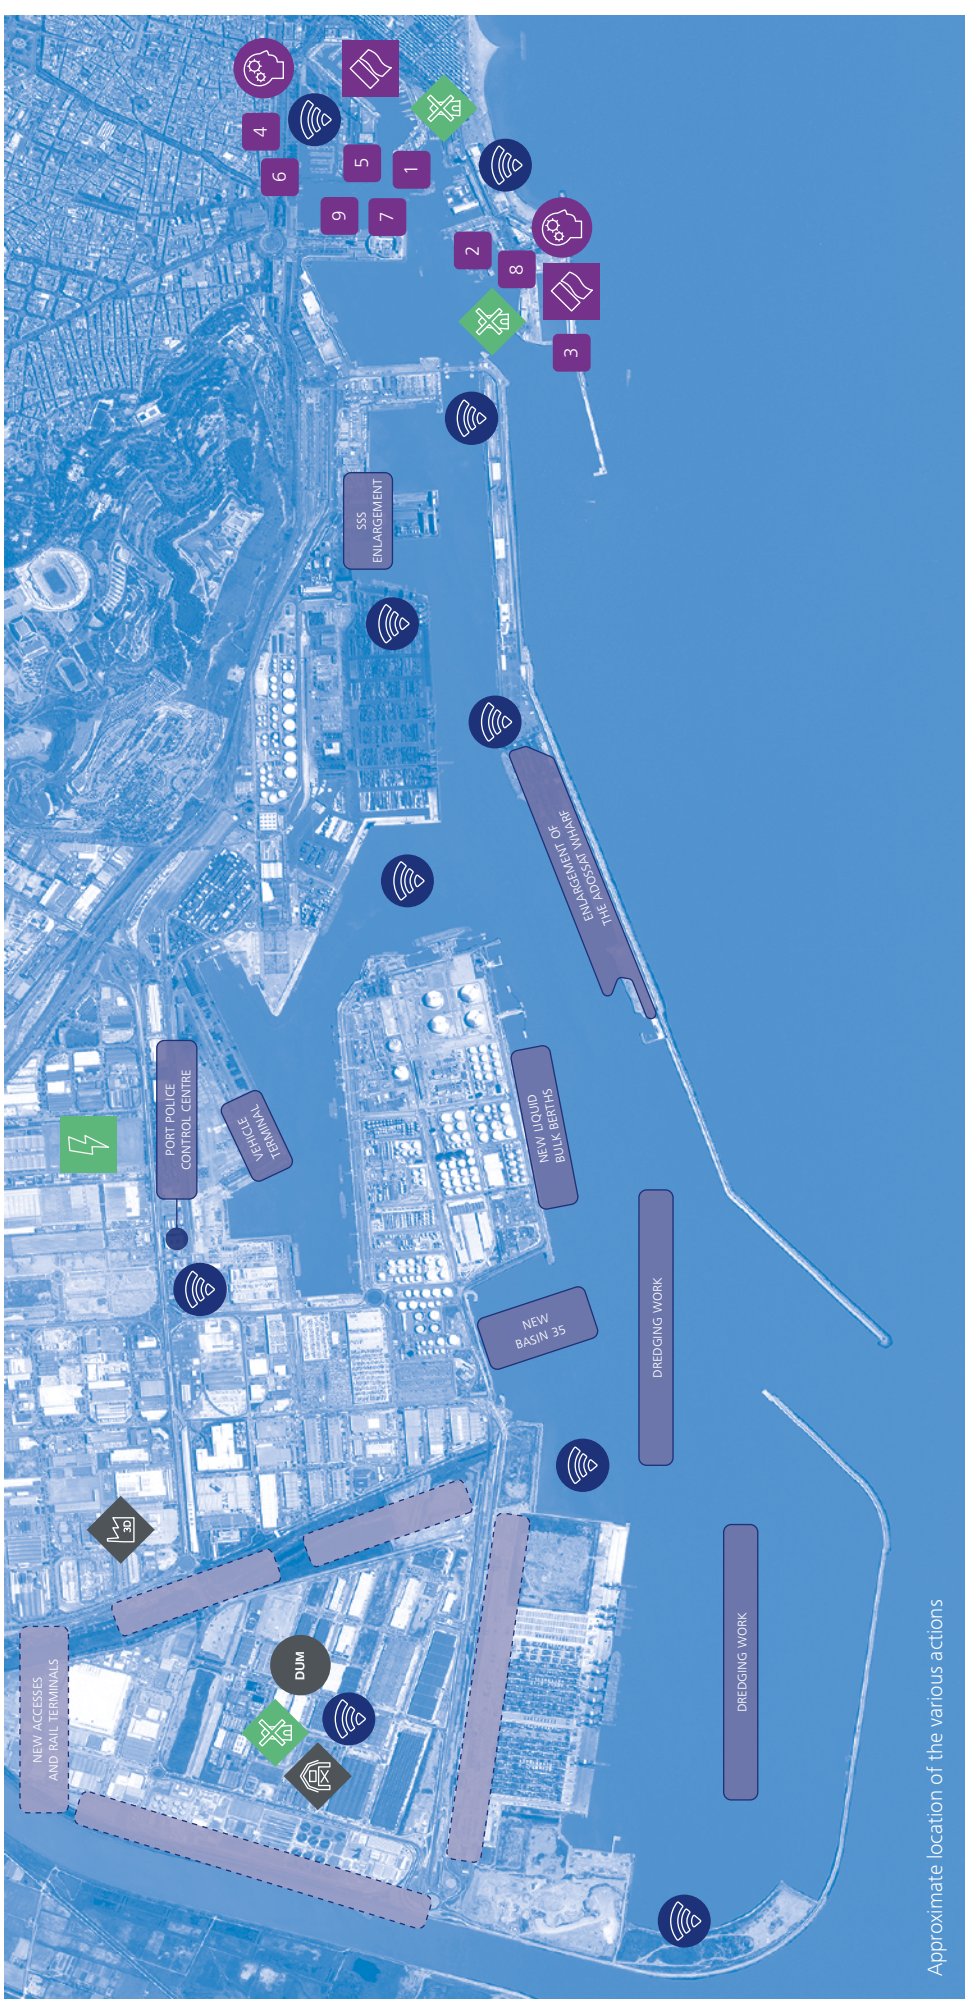 4
6
5
1
9
7
2
8
3
SSS
ENLARGEMENT
ENLARGEMENT OF
THE ADOSSAT WHARF
PORT POLICE
CONTROL CENTRE
VEHICLE
TERMINAL
NEW LIQUID
BULK BERTHS
NEW
BASIN 35
DREDGING WORK
3D
DREDGING WORK
NEW ACCESSES
AND RAIL TERMINALS
DUM
ZAL
Approximate location of the various actions